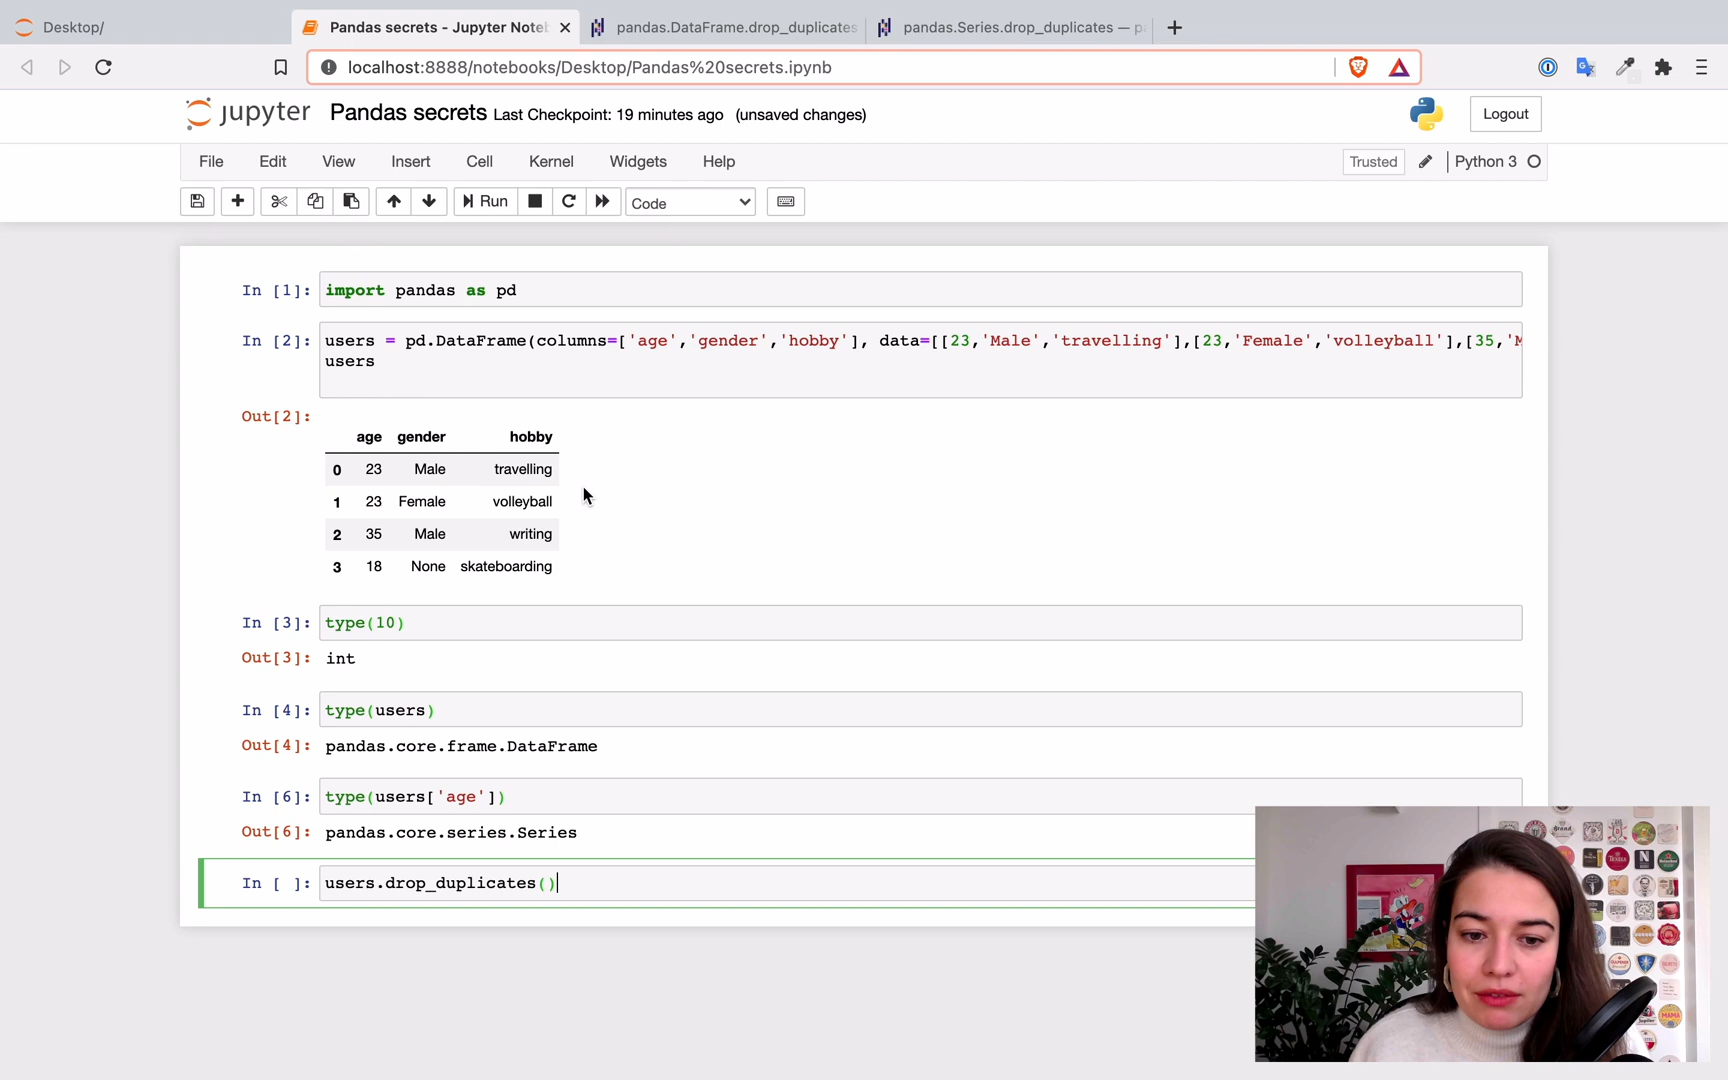 Desktop/
Pandas secrets - Jupyter Noteb
pandas.DataFrame.drop_duplicates
pandas.Series.drop_duplicates — p
localhost:8888/notebooks/Desktop/Pandas%20secrets.ipynb
jupyter Pandas secrets Last Checkpoint: 19 minutes ago (unsaved changes)
Logout
File Edit View Insert Cell Kernel Widgets Help
Trusted Python 3
Run Code
In [1]: import pandas as pd
In [2]: users = pd.DataFrame(columns=['age','gender','hobby'], data=[[23,'Male','travelling'],[23,'Female','volleyball'],[35,'M
users
Out[2]:
age gender hobby
0 23 Male travelling
1 23 Female volleyball
2 35 Male writing
3 18 None skateboarding
In [3]: type(10)
Out[3]: int
In [4]: type(users)
Out[4]: pandas.core.frame.DataFrame
In [6]: type(users['age'])
Out[6]: pandas.core.series.Series
In [ ]: users.drop_duplicates()